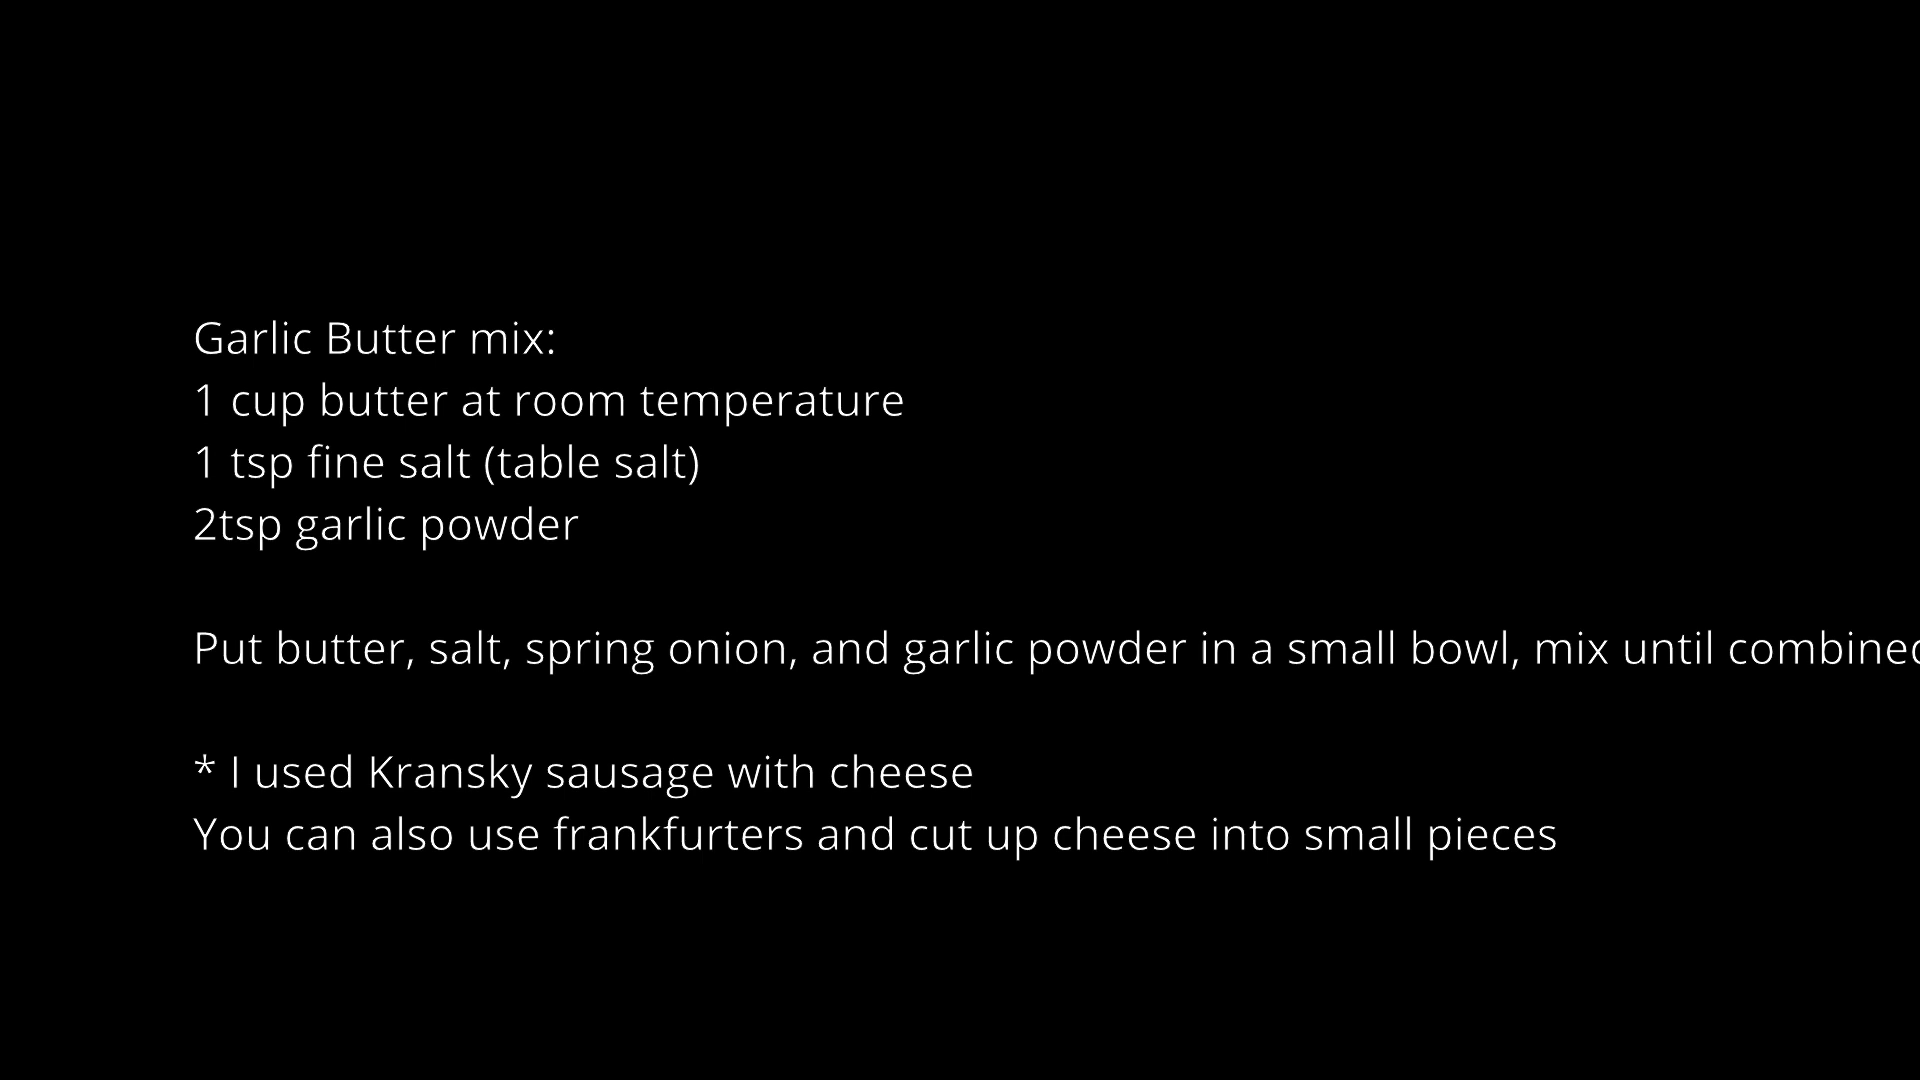 Garlic Butter mix:
1 cup butter at room temperature
1 tsp fine salt (table salt)
2tsp garlic powder
Put butter, salt, spring onion, and garlic powder in a small bowl, mix until combined
* I used Kransky sausage with cheese
You can also use frankfurters and cut up cheese into small pieces